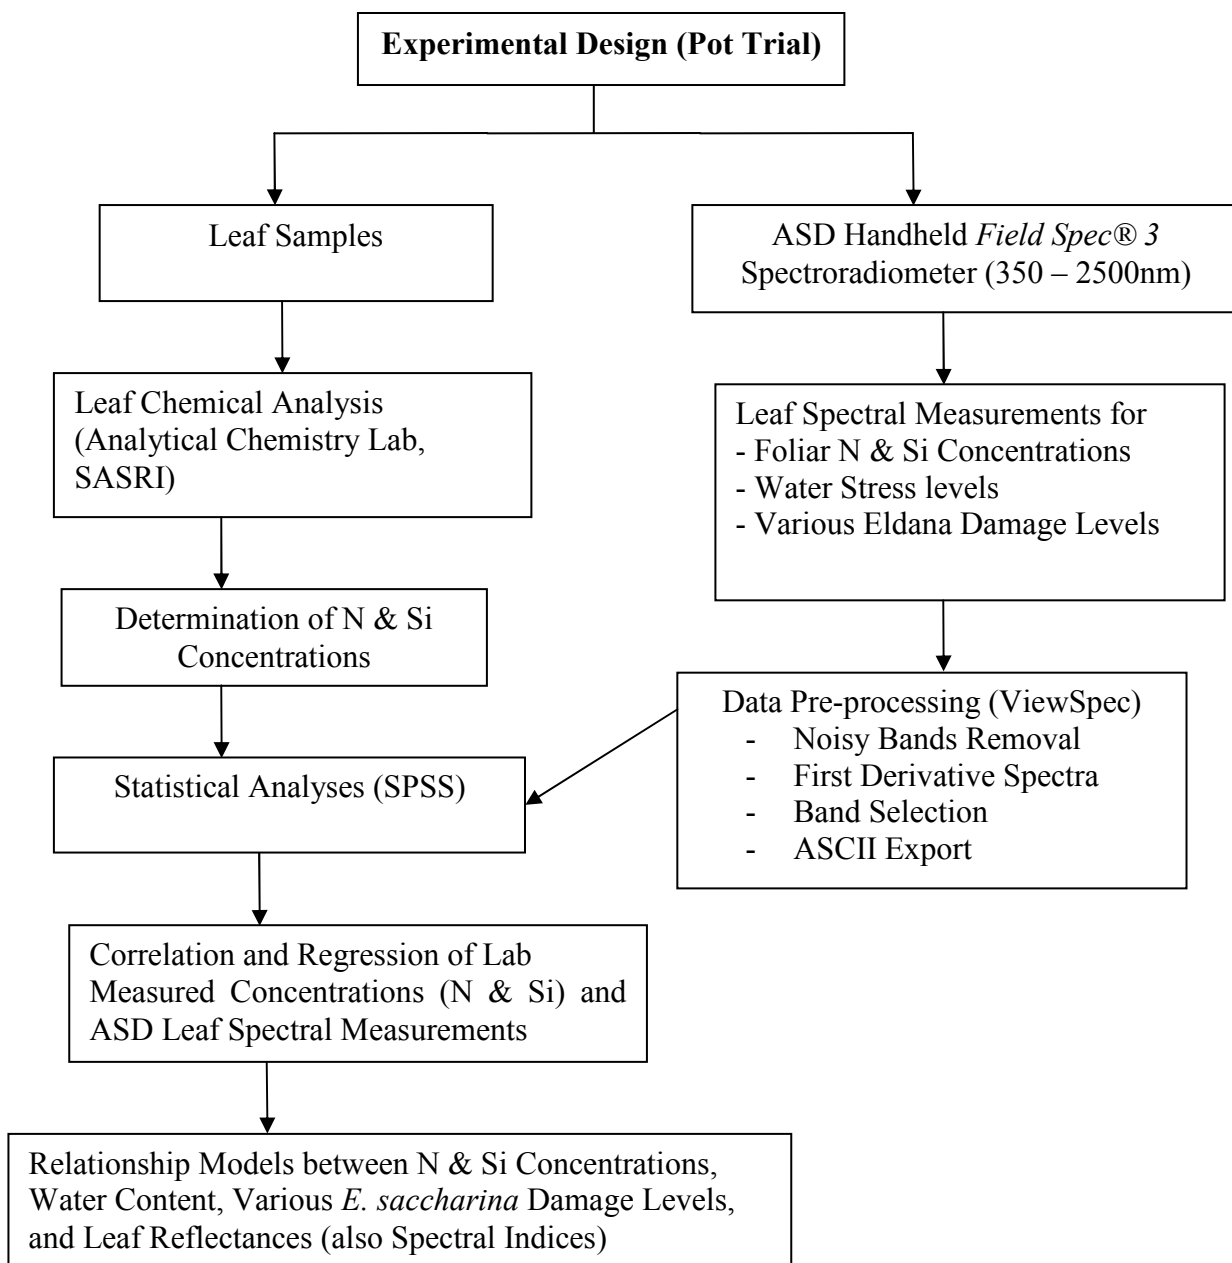 Experimental Design (Pot Trial)
Leaf Samples
ASD Handheld Field Spec® 3
Spectroradiometer (350 – 2500nm)
Leaf Chemical Analysis
(Analytical Chemistry Lab,
SASRI)
Leaf Spectral Measurements for
- Foliar N & Si Concentrations
- Water Stress levels
- Various Eldana Damage Levels
Determination of N & Si
Concentrations
Data Pre-processing (ViewSpec)
- Noisy Bands Removal
- First Derivative Spectra
- Band Selection
- ASCII Export
Statistical Analyses (SPSS)
Correlation and Regression of Lab
Measured Concentrations (N & Si) and
ASD Leaf Spectral Measurements
Relationship Models between N & Si Concentrations,
Water Content, Various E. saccharina Damage Levels,
and Leaf Reflectances (also Spectral Indices)